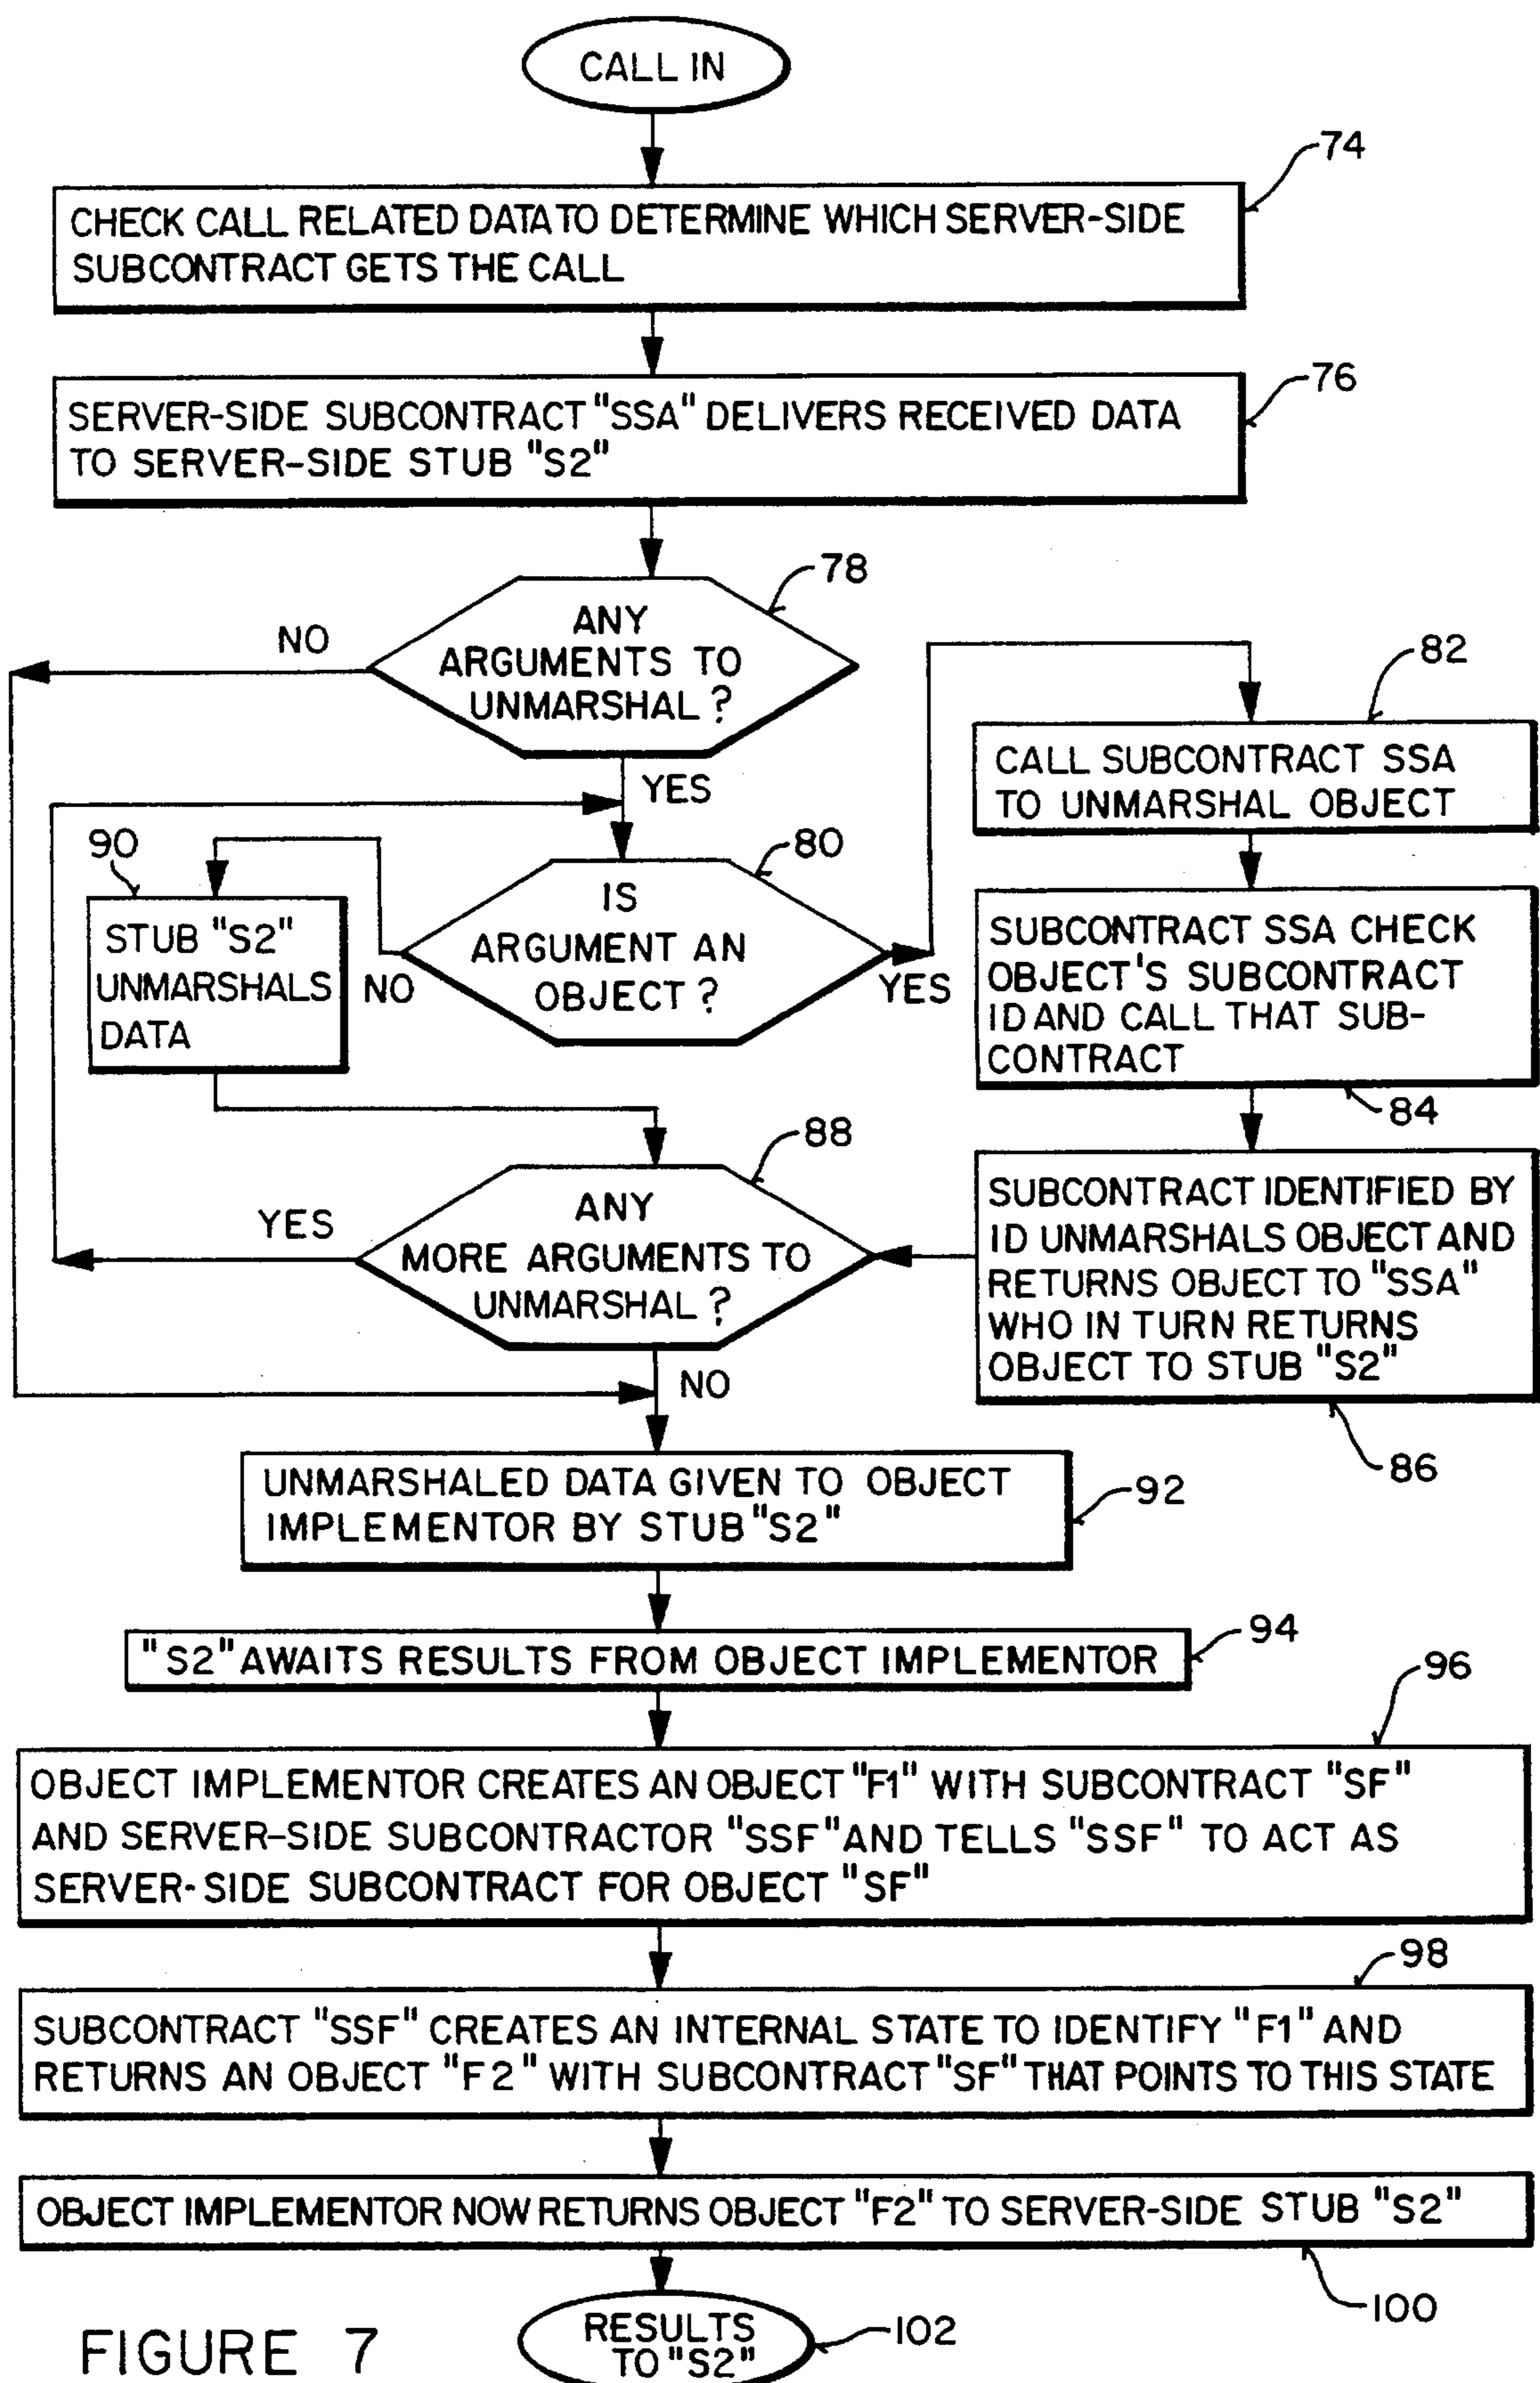 CALL IN
74
CHECK CALL RELATED DATA TO DETERMINE WHICH SERVER-SIDE
SUBCONTRACT GETS THE CALL
76
SERVER-SIDE SUBCONTRACT "SSA" DELIVERS RECEIVED DATA
TO SERVER-SIDE STUB "S2"
78
ANY
ARGUMENTS TO
UNMARSHAL?
NO
YES
82
CALL SUBCONTRACT SSA
TO UNMARSHAL OBJECT
80
IS
ARGUMENT AN
OBJECT?
NO
YES
90
STUB "S2"
UNMARSHALS
DATA
SUBCONTRACT SSA CHECK
OBJECT'S SUBCONTRACT
ID AND CALL THAT SUB-
CONTRACT
84
88
ANY
MORE ARGUMENTS TO
UNMARSHAL?
YES
NO
SUBCONTRACT IDENTIFIED BY
ID UNMARSHALS OBJECT AND
RETURNS OBJECT TO "SSA"
WHO IN TURN RETURNS
OBJECT TO STUB "S2"
86
UNMARSHALED DATA GIVEN TO OBJECT
IMPLEMENTOR BY STUB "S2"
92
"S2" AWAITS RESULTS FROM OBJECT IMPLEMENTOR
94
96
OBJECT IMPLEMENTOR CREATES AN OBJECT "F1" WITH SUBCONTRACT "SF"
AND SERVER-SIDE SUBCONTRACTOR "SSF" AND TELLS "SSF" TO ACT AS
SERVER-SIDE SUBCONTRACT FOR OBJECT "SF"
98
SUBCONTRACT "SSF" CREATES AN INTERNAL STATE TO IDENTIFY "F1" AND
RETURNS AN OBJECT "F2" WITH SUBCONTRACT "SF" THAT POINTS TO THIS STATE
OBJECT IMPLEMENTOR NOW RETURNS OBJECT "F2" TO SERVER-SIDE STUB "S2"
100
RESULTS
TO "S2"
102
FIGURE 7